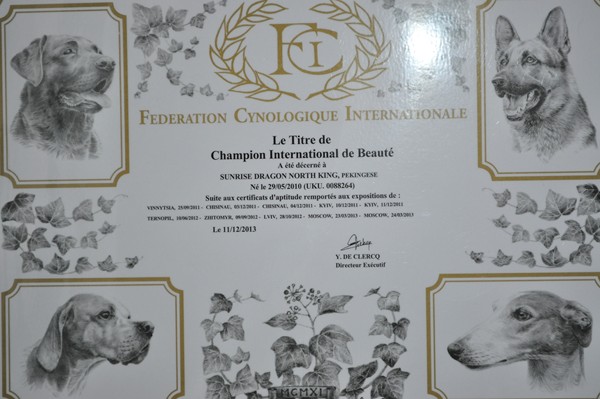 FCI
FEDERATION CYNOLOGIQUE INTERNATIONALE
Le Titre de
Champion International de Beauté
A été décerné à
SUNRISE DRAGON NORTH KING, PEKINGESE
Né le 29/05/2010 (UKU. 0088264)
Suite aux certificats d'aptitude remportés aux expositions de :
VINNYTSIA, 25/09/2011 - CHISINAU, 03/12/2011 - CHISINAU, 04/12/2011 - KYIV, 10/12/2011 - KYIV, 11/12/2011
TERNOPIL, 10/06/2012 - ZHITOMYR, 09/09/2012 - LVIV, 28/10/2012 - MOSCOW, 23/03/2013 - MOSCOW, 24/03/2013
Le 11/12/2013
Y. DE CLERCQ
Directeur Exécutif
MCMXI